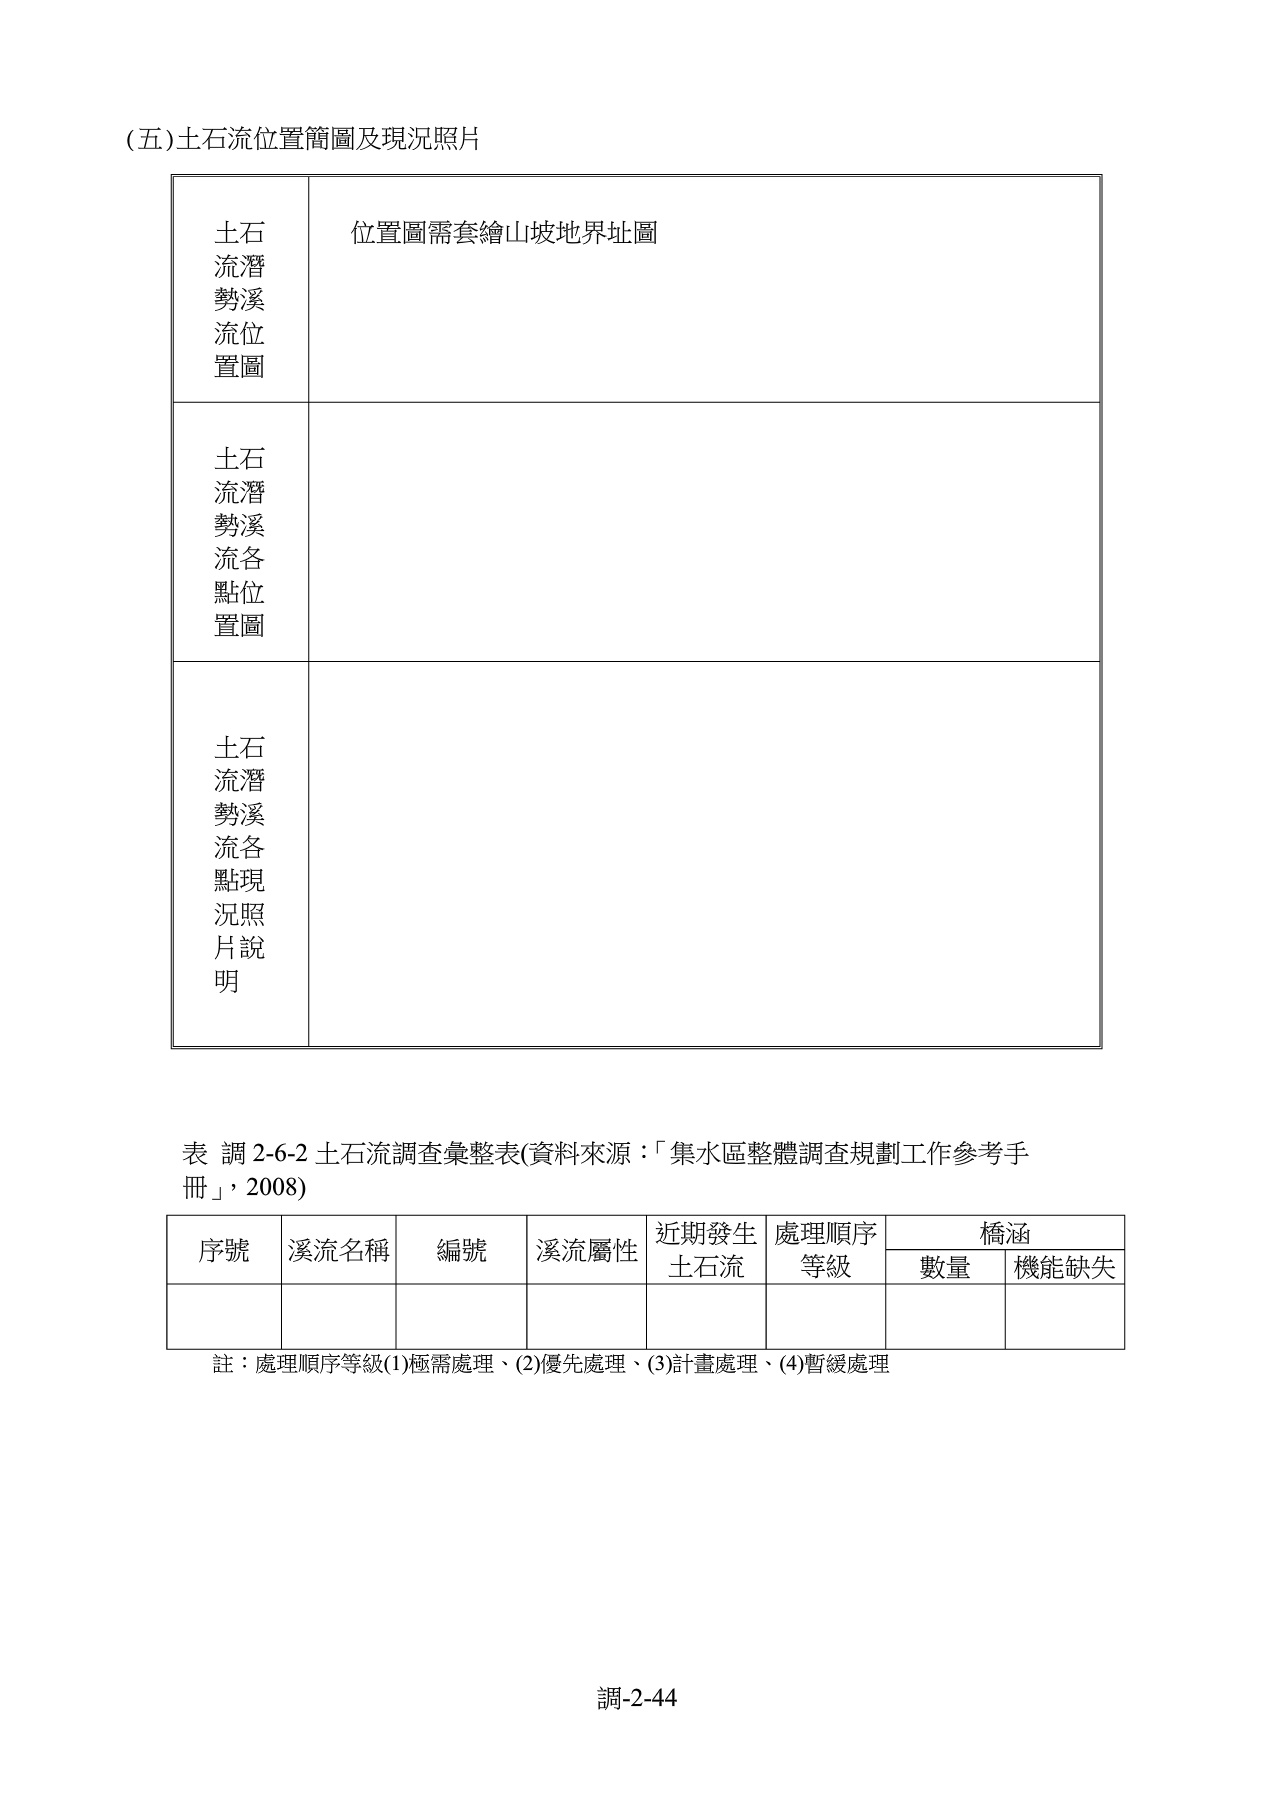 (五)土石流位置簡圖及現況照片
土石
流潛
勢溪
流位
置圖
位置圖需套繪山坡地界址圖
土石
流潛
勢溪
流各
點位
置圖
土石
流潛
勢溪
流各
點現
況照
片說
明
表 調 2-6-2 土石流調查彙整表(資料來源：「集水區整體調查規劃工作參考手
冊」，2008)
序號 溪流名稱 編號 溪流屬性 近期發生 處理順序 橋涵
土石流 等級 數量 機能缺失
註：處理順序等級(1)極需處理、(2)優先處理、(3)計畫處理、(4)暫緩處理
調-2-44